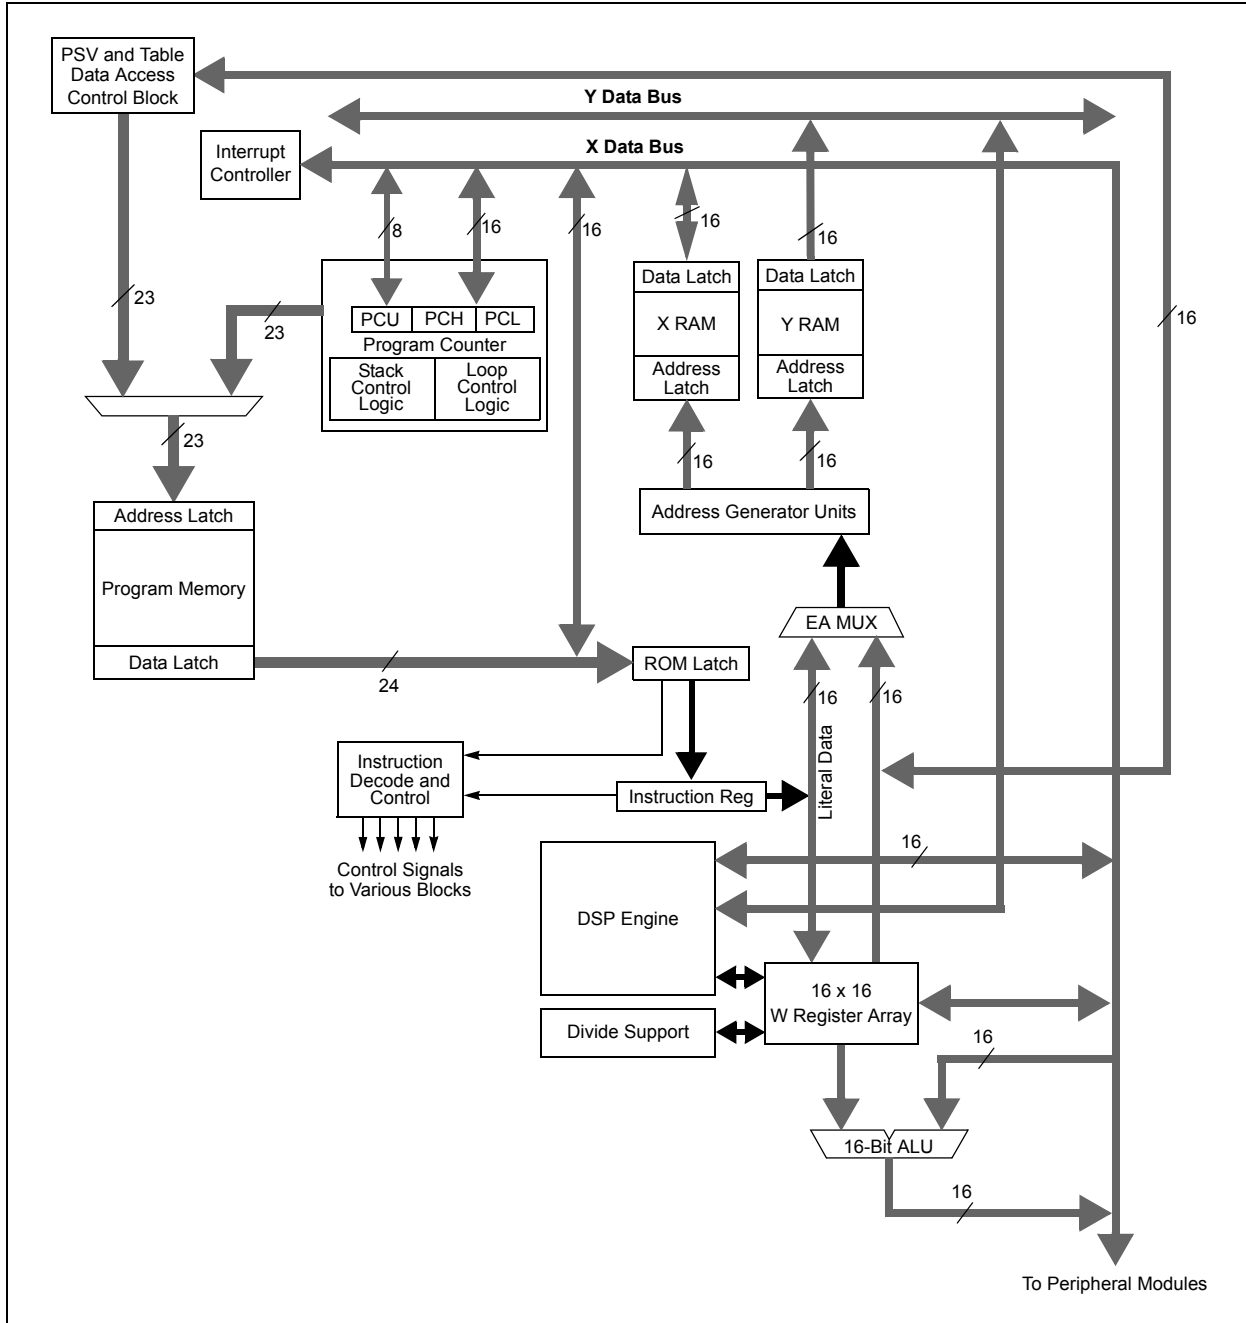 PSV and Table
Data Access
Control Block
Y Data Bus
Interrupt
Controller
X Data Bus
8
16
16
16
16
23
23
16
PCU
PCH
PCL
Program Counter
Stack
Control
Logic
Loop
Control
Logic
Data Latch
X RAM
Address
Latch
Data Latch
Y RAM
Address
Latch
23
16
16
Address Latch
Program Memory
Data Latch
Address Generator Units
EA MUX
24
ROM Latch
16
16
Literal Data
Instruction
Decode and
Control
Instruction Reg
Control Signals
to Various Blocks
16
DSP Engine
16 x 16
W Register Array
Divide Support
16
16-Bit ALU
16
To Peripheral Modules